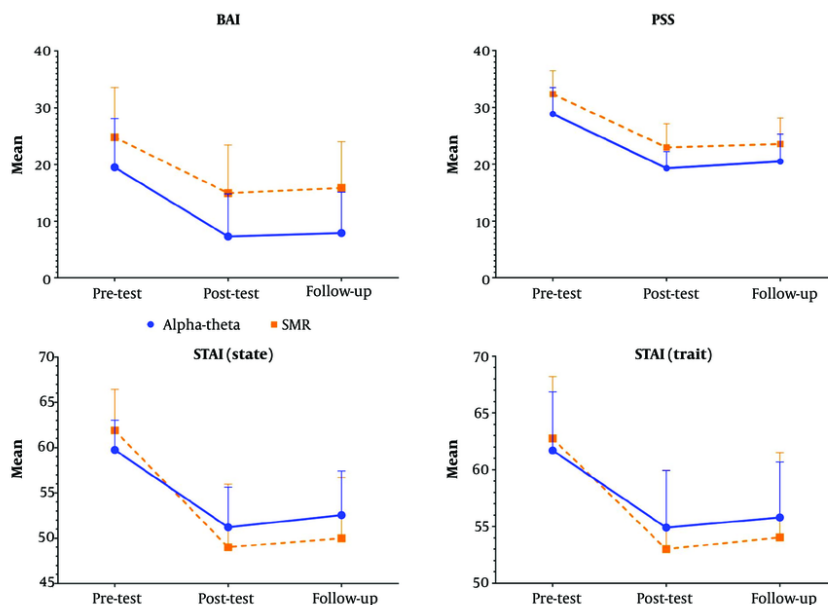 BAI
40
30
20
10
0
Mean
Pre-test
Post-test
Follow-up
PSS
40
30
20
10
0
Mean
Pre-test
Post-test
Follow-up
Alpha-theta
SMR
STAI (state)
70
65
60
55
50
45
Mean
Pre-test
Post-test
Follow-up
STAI (trait)
70
65
60
55
50
Mean
Pre-test
Post-test
Follow-up